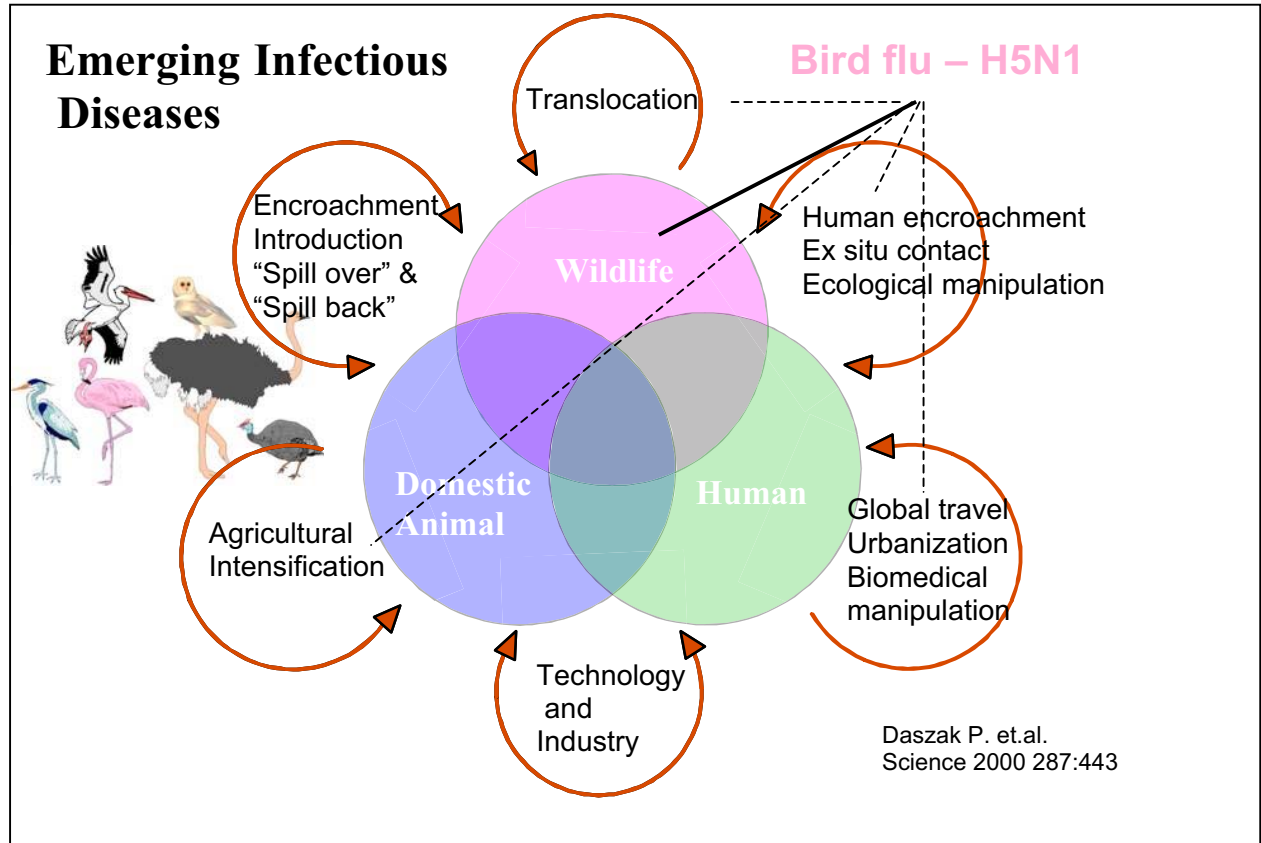 Emerging Infectious
Diseases
Bird flu – H5N1
Translocation
Encroachment
Introduction
“Spill over” &
“Spill back”
Human encroachment
Ex situ contact
Ecological manipulation
Wildlife
Domestic
Animal
Human
Agricultural
Intensification
Global travel
Urbanization
Biomedical
manipulation
Technology
and
Industry
Daszak P. et.al.
Science 2000 287:443